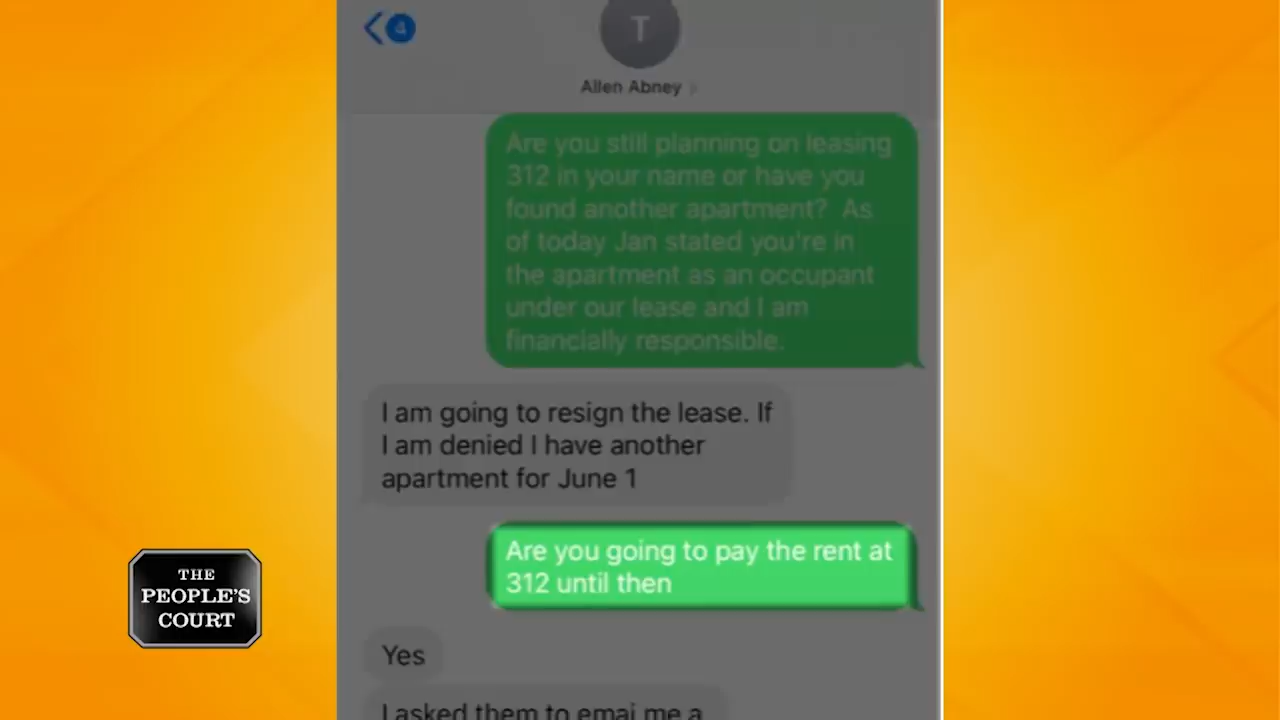 4
T
Allen Abney
Are you still planning on leasing
312 in your name or have you
found another apartment? As
of today Jan stated you're in
the apartment as an occupant
under our lease and I am
financially responsible.
I am going to resign the lease. If
I am denied I have another
apartment for June 1
Are you going to pay the rent at
312 until then
Yes
I asked them to emai me a
THE
PEOPLE'S
COURT